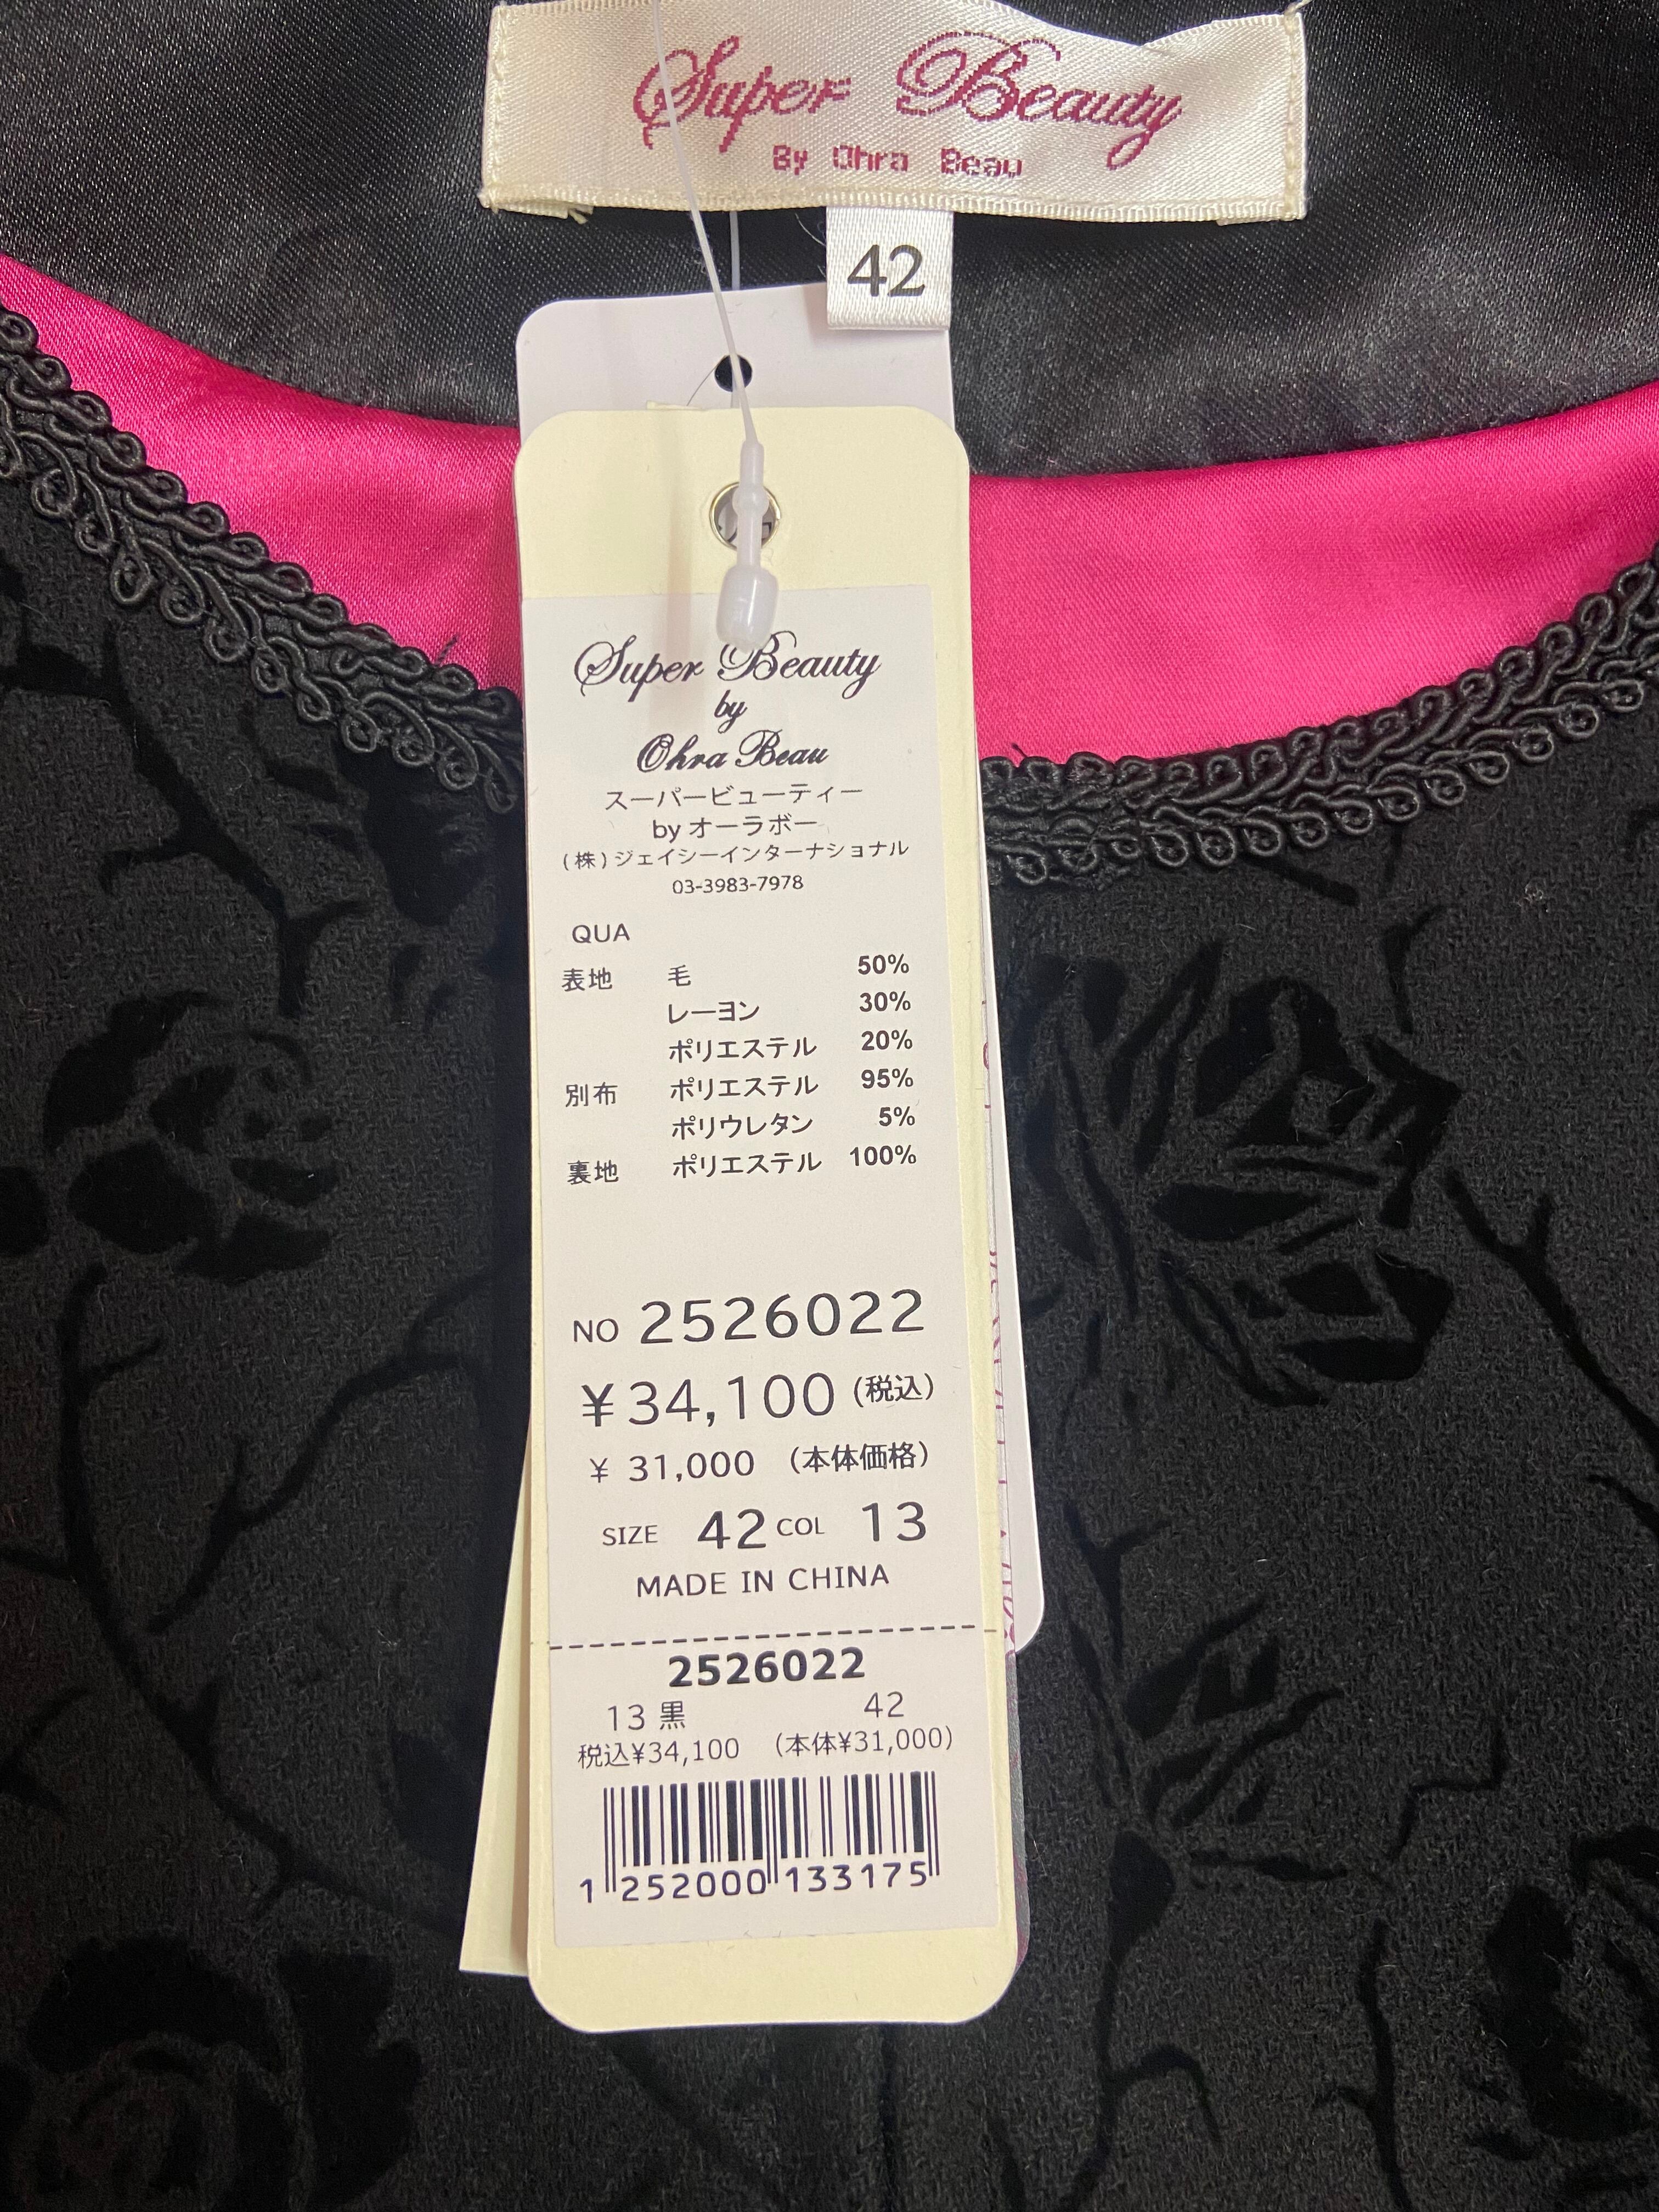 Super Beauty
By Ohra Beau
42
Super Beauty
by
Ohra Beau
スーパービューティー
by オーラボー
(株)ジェイシーインターナショナル
03-3983-7978
QUA
表地 毛 50%
レーヨン 30%
ポリエステル 20%
別布 ポリエステル 95%
ポリウレタン 5%
裏地 ポリエステル 100%
NO 2526022
¥34,100 (税込)
¥ 31,000 (本体価格)
SIZE 42 COL 13
MADE IN CHINA
2526022
13 黒 42
税込¥34,100 (本体¥31,000)
1 252000 133175